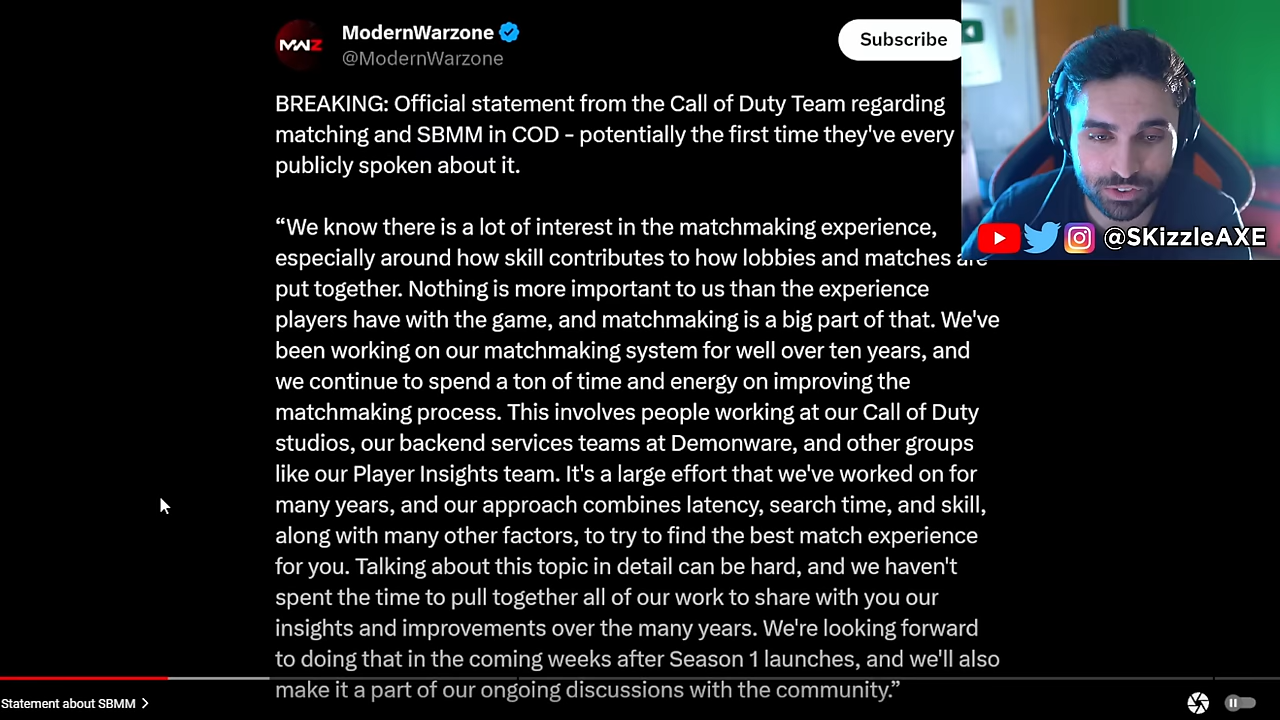 MWZ
ModernWarzone
@ModernWarzone
Subscribe
BREAKING: Official statement from the Call of Duty Team regarding
matching and SBMM in COD - potentially the first time they've every
publicly spoken about it.
“We know there is a lot of interest in the matchmaking experience,
especially around how skill contributes to how lobbies and matches are
put together. Nothing is more important to us than the experience
players have with the game, and matchmaking is a big part of that. We've
been working on our matchmaking system for well over ten years, and
we continue to spend a ton of time and energy on improving the
matchmaking process. This involves people working at our Call of Duty
studios, our backend services teams at Demonware, and other groups
like our Player Insights team. It's a large effort that we've worked on for
many years, and our approach combines latency, search time, and skill,
along with many other factors, to try to find the best match experience
for you. Talking about this topic in detail can be hard, and we haven't
spent the time to pull together all of our work to share with you our
insights and improvements over the many years. We're looking forward
to doing that in the coming weeks after Season 1 launches, and we'll also
make it a part of our ongoing discussions with the community.”
@SKizzleAXE
Statement about SBMM